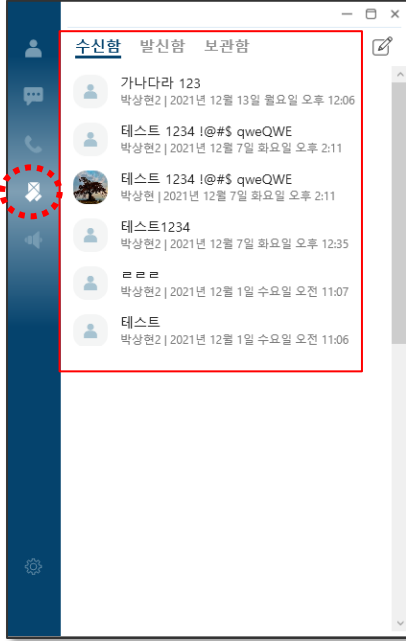 수신함 발신함 보관함
가나다라 123
박상현2 | 2021년 12월 13일 월요일 오후 12:06
테스트 1234 !@#$ qweQWE
박상현2 | 2021년 12월 7일 화요일 오후 2:11
테스트 1234 !@#$ qweQWE
박상현 | 2021년 12월 7일 화요일 오후 2:11
테스트1234
박상현2 | 2021년 12월 7일 화요일 오후 12:35
ㄹㄹㄹ
박상현2 | 2021년 12월 1일 수요일 오전 11:07
테스트
박상현2 | 2021년 12월 1일 수요일 오전 11:06